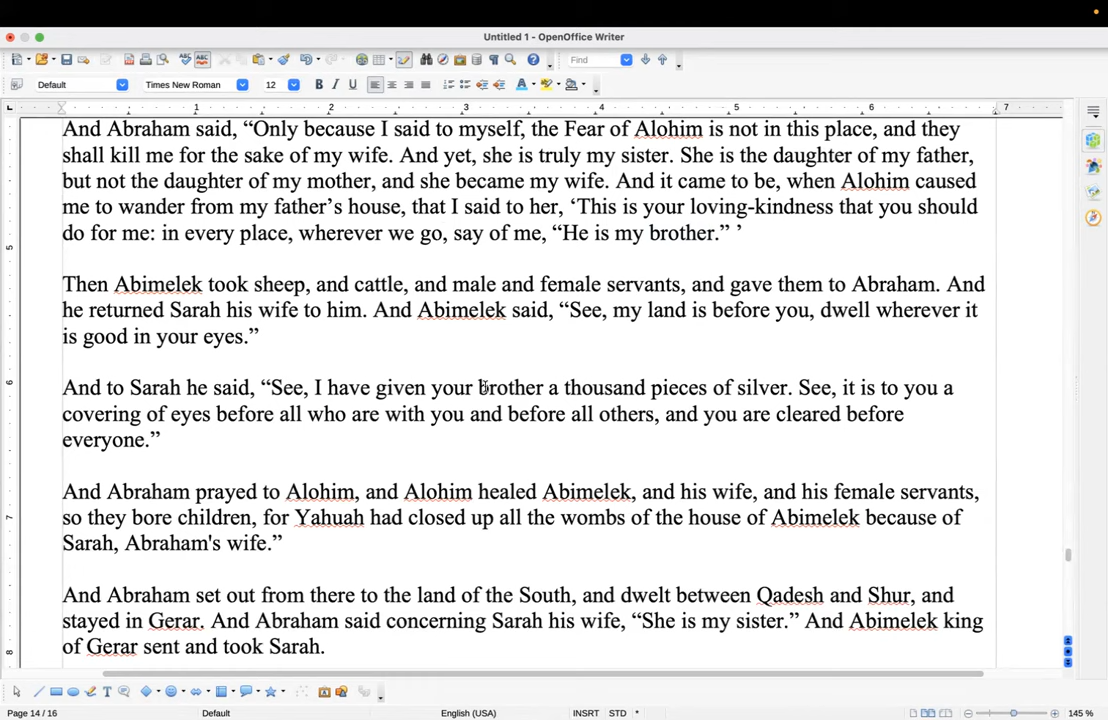 Untitled 1 - OpenOffice Writer
Find
Default
Times New Roman
12
B I U
1 2 3 4 5 6 7
And Abraham said, “Only because I said to myself, the Fear of Alohim is not in this place, and they
shall kill me for the sake of my wife. And yet, she is truly my sister. She is the daughter of my father,
but not the daughter of my mother, and she became my wife. And it came to be, when Alohim caused
me to wander from my father’s house, that I said to her, ‘This is your loving-kindness that you should
do for me: in every place, wherever we go, say of me, “He is my brother.” ’
5
Then Abimelek took sheep, and cattle, and male and female servants, and gave them to Abraham. And
he returned Sarah his wife to him. And Abimelek said, “See, my land is before you, dwell wherever it
is good in your eyes.”
6
And to Sarah he said, “See, I have given your brother a thousand pieces of silver. See, it is to you a
covering of eyes before all who are with you and before all others, and you are cleared before
everyone.”
And Abraham prayed to Alohim, and Alohim healed Abimelek, and his wife, and his female servants,
7
so they bore children, for Yahuah had closed up all the wombs of the house of Abimelek because of
Sarah, Abraham's wife.”
And Abraham set out from there to the land of the South, and dwelt between Qadesh and Shur, and
stayed in Gerar. And Abraham said concerning Sarah his wife, “She is my sister.” And Abimelek king
8
of Gerar sent and took Sarah.
Page 14 / 16
Default
English (USA)
INSRT
STD
*
145 %